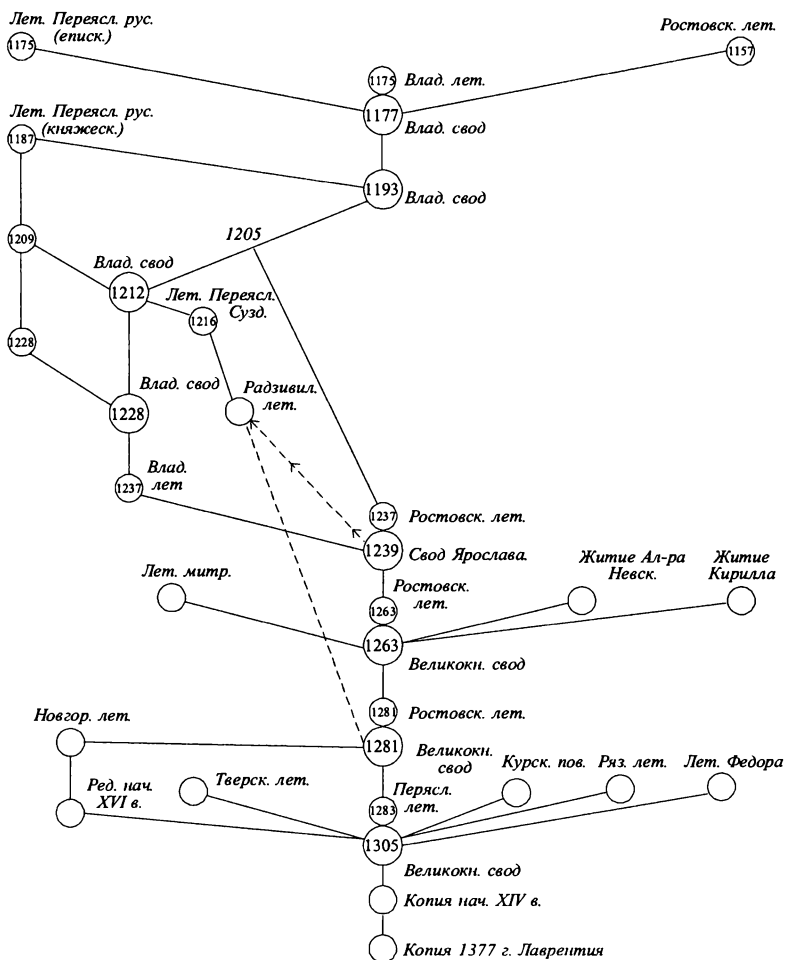 Лет. Переясл. рус.
(еписк.)
1175
Ростовск. лет.
1157
1175
Влад. лет.
1177
Влад. свод
Лет. Переясл. рус.
(княжеск.)
1187
1193
Влад. свод
1205
1209
Влад. свод
1212
Лет. Переясл.
Сузд.
1216
1228
Влад. свод
1228
Радзивил.
лет.
Влад.
лет
1237
1237
Ростовск. лет.
1239
Свод Ярослава.
Лет. митр.
Ростовск.
лет.
1263
Житие Ал-ра
Невск.
Житие
Кирилла
1263
Великокн. свод
1281
Ростовск. лет.
Новгор. лет.
1281
Великокн.
свод
Ред. нач.
XVI в.
Тверск. лет.
Перясл.
лет.
1283
Курск. пов.
Ряз. лет.
Лет. Федора
1305
Великокн. свод
Копия нач. XIV в.
Копия 1377 г. Лаврентия